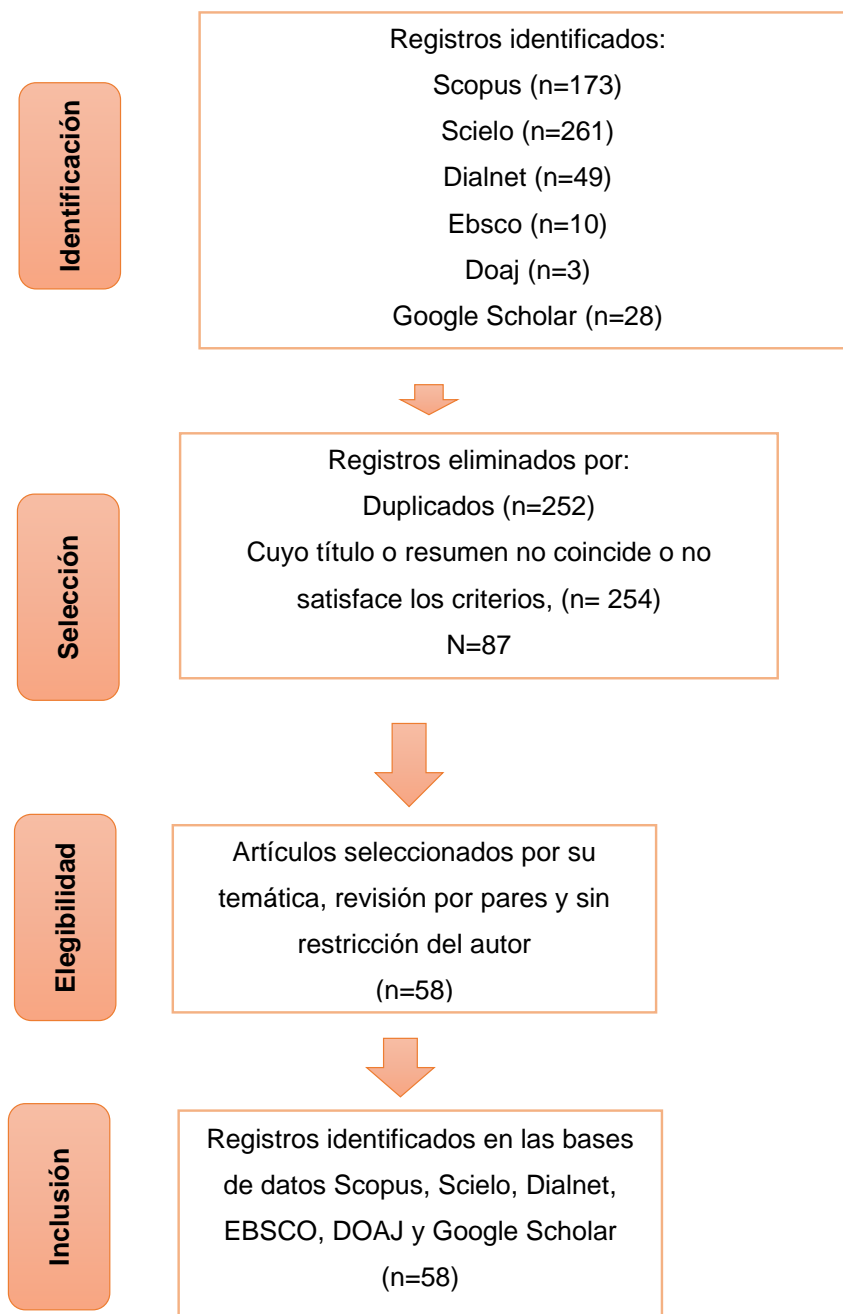 Identificación
Registros identificados:
Scopus (n=173)
Scielo (n=261)
Dialnet (n=49)
Ebsco (n=10)
Doaj (n=3)
Google Scholar (n=28)
Selección
Registros eliminados por:
Duplicados (n=252)
Cuyo título o resumen no coincide o no
satisface los criterios, (n= 254)
N=87
Elegibilidad
Artículos seleccionados por su
temática, revisión por pares y sin
restricción del autor
(n=58)
Inclusión
Registros identificados en las bases
de datos Scopus, Scielo, Dialnet,
EBSCO, DOAJ y Google Scholar
(n=58)